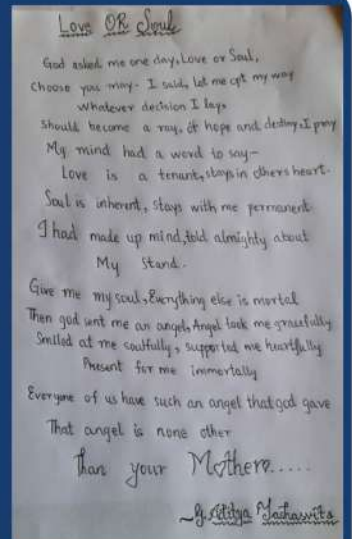 Love OR Soul
God asked me one day, Love or Soul,
Choose you may. I said, let me opt my way
Whatever decision I lay,
Should become a ray, of hope and destiny, I pray
My mind had a word to say-
Love is a tenant, stays in others heart.
Soul is inherent, stays with me permanent.
I had made up mind, told almighty about
My stand.
Give me my soul, Everything else is mortal
Then god sent me an angel, Angel took me gracefully
Smiled at me soulfully, supported me heartfully
Present for me immortally
Everyone of us have such an angel that god gave
That angel is none other
Than your Mother.....
~G. Aditya Yashasvi